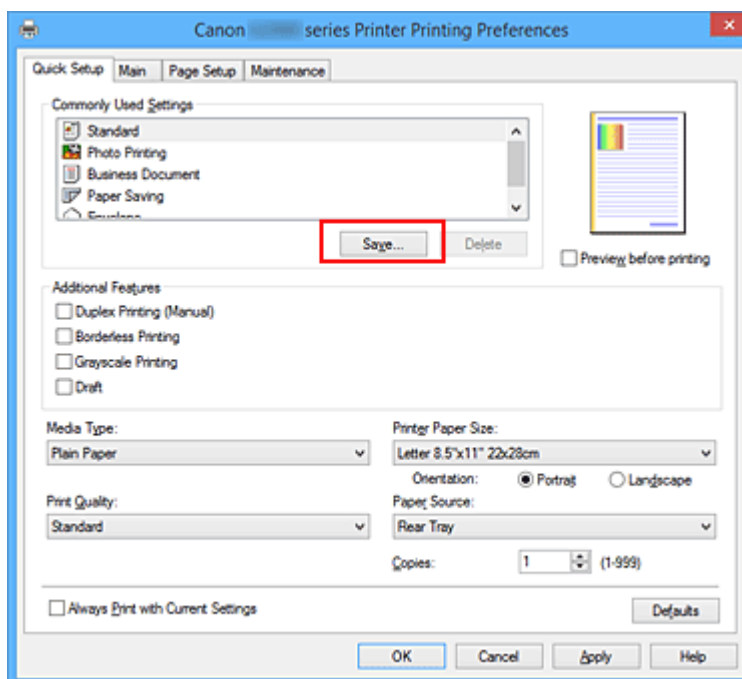 Canon series Printer Printing Preferences
Quick Setup Main Page Setup Maintenance
Commonly Used Settings
Standard
Photo Printing
Business Document
Paper Saving
Envelope
Save... Delete
Preview before printing
Additional Features
Duplex Printing (Manual)
Borderless Printing
Grayscale Printing
Draft
Media Type:
Plain Paper
Printer Paper Size:
Letter 8.5"x11" 22x28cm
Orientation: Portrait Landscape
Print Quality:
Standard
Paper Source:
Rear Tray
Copies: 1 (1-999)
Always Print with Current Settings
Defaults
OK Cancel Apply Help